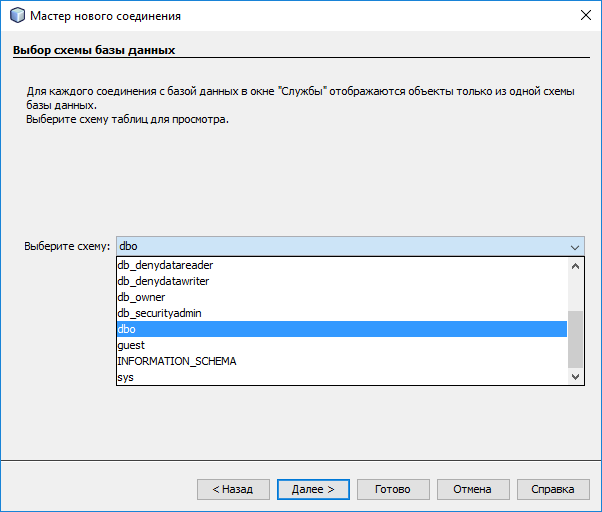 Мастер нового соединения
Выбор схемы базы данных
Для каждого соединения с базой данных в окне "Службы" отображаются объекты только из одной схемы
базы данных.
Выберите схему таблиц для просмотра.
Выберите схему: dbo
db_denydatareader
db_denydatawriter
db_owner
db_securityadmin
dbo
guest
INFORMATION_SCHEMA
sys
< Назад Далее > Готово Отмена Справка